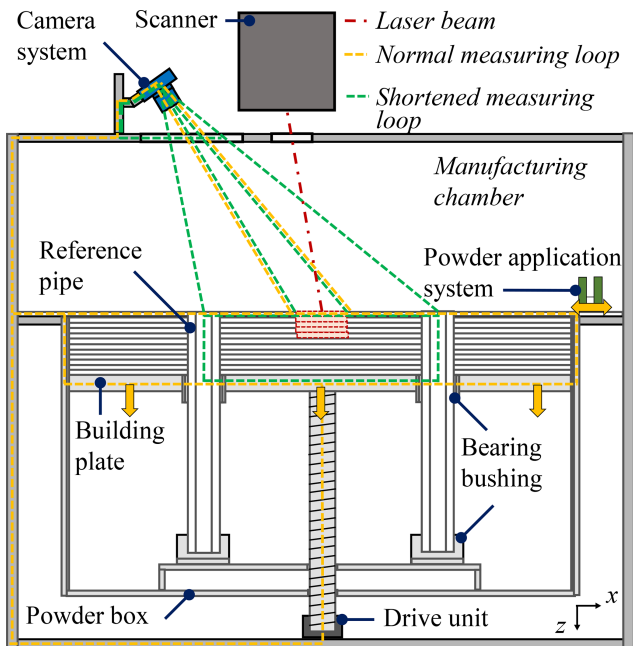 Camera
system
Scanner
Laser beam
Normal measuring loop
Shortened measuring
loop
Manufacturing
chamber
Reference
pipe
Powder application
system
Building
plate
Bearing
bushing
Powder box
Drive unit
x
z